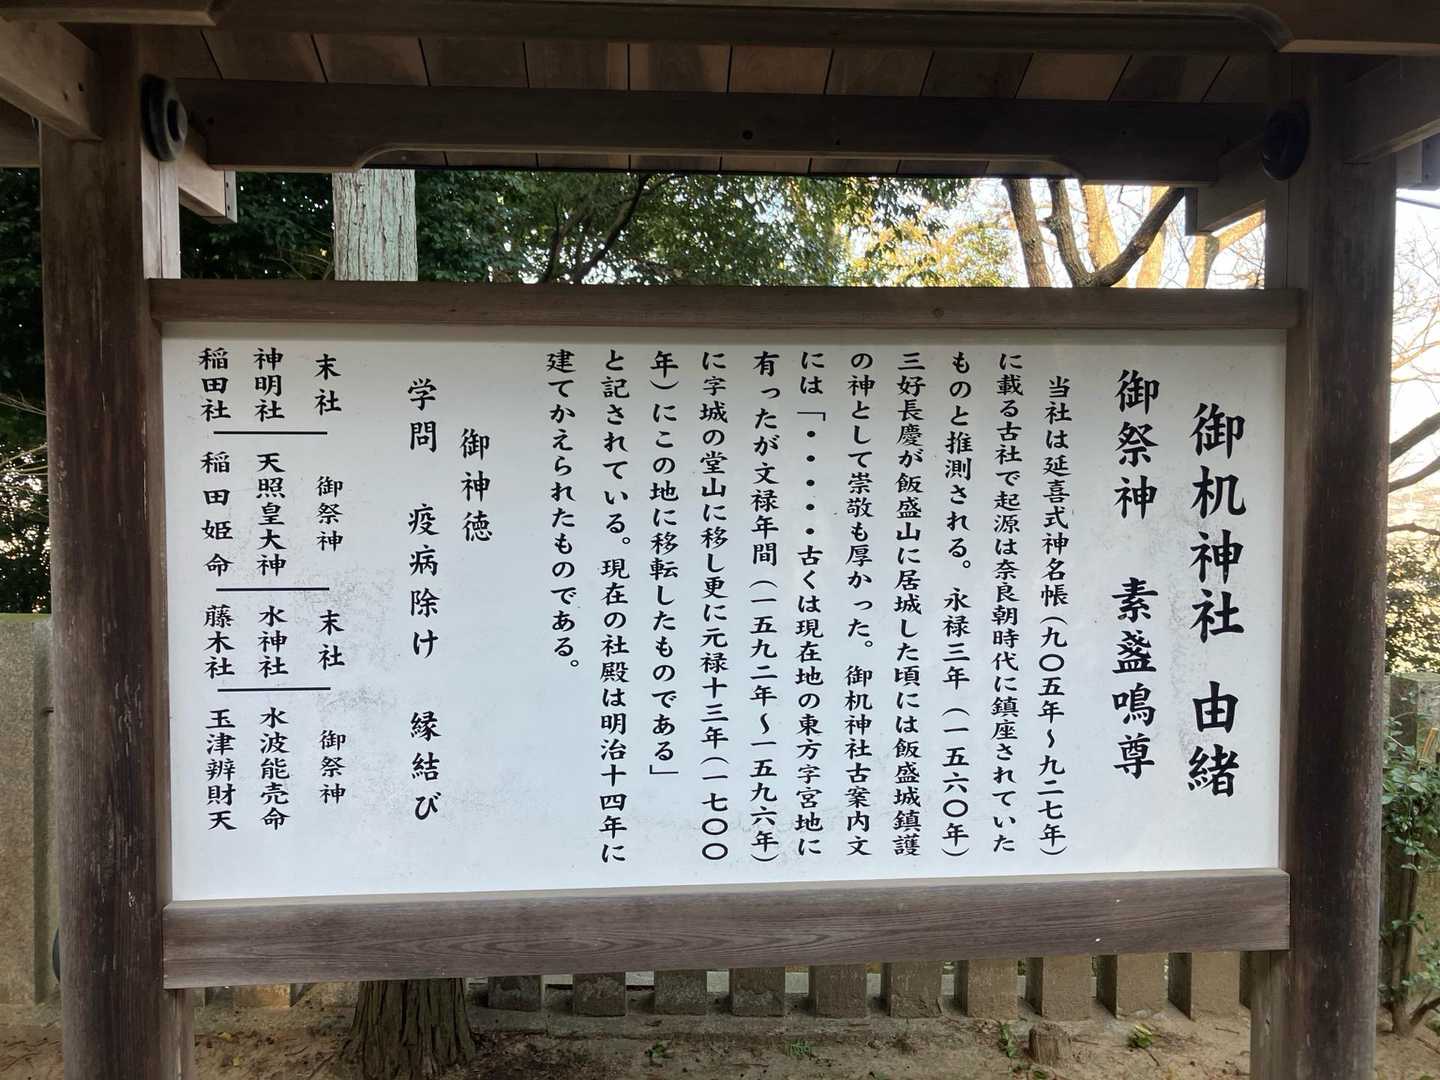 御机神社 由緒
御祭神 素盞鳴尊
当社は延喜式神名帳(九〇五年~九二七年)
に載る古社で起源は奈良朝時代に鎮座されていた
ものと推測される。永禄三年(一五六〇年)
三好長慶が飯盛山に居城した頃には飯盛城鎮護
の神として崇敬も厚かった。御机神社古案内文
には「・・・・・古くは現在地の東方字宮地に
有ったが文禄年間(一五九二年~一五九六年)
に字城の堂山に移し更に元禄十三年(一七〇〇
年)にこの地に移転したものである」
と記されている。現在の社殿は明治十四年に
建てかえられたものである。
御神徳
学問 疫病除け 縁結び
末社 御祭神 末社 御祭神
神明社 天照皇大神 水神社 水波能売命
稲田社 稲田姫命 藤木社 玉津辨財天